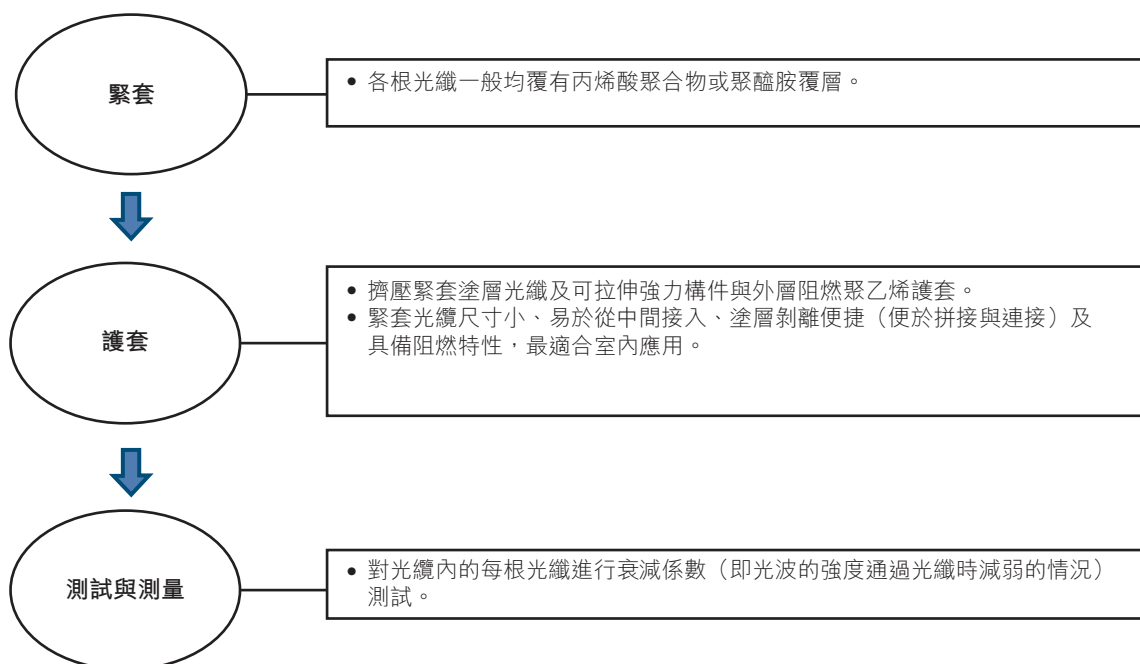 緊套
• 各根光纖一般均覆有丙烯酸聚合物或聚醯胺覆層。
護套
• 擠壓緊套塗層光纖及可拉伸強力構件與外層阻燃聚乙烯護套。
• 緊套光纜尺寸小、易於從中間接入、塗層剝離便捷（便於拼接與連接）及
具備阻燃特性，最適合室內應用。
測試與測量
• 對光纜內的每根光纖進行衰減係數（即光波的強度通過光纖時減弱的情況）
測試。